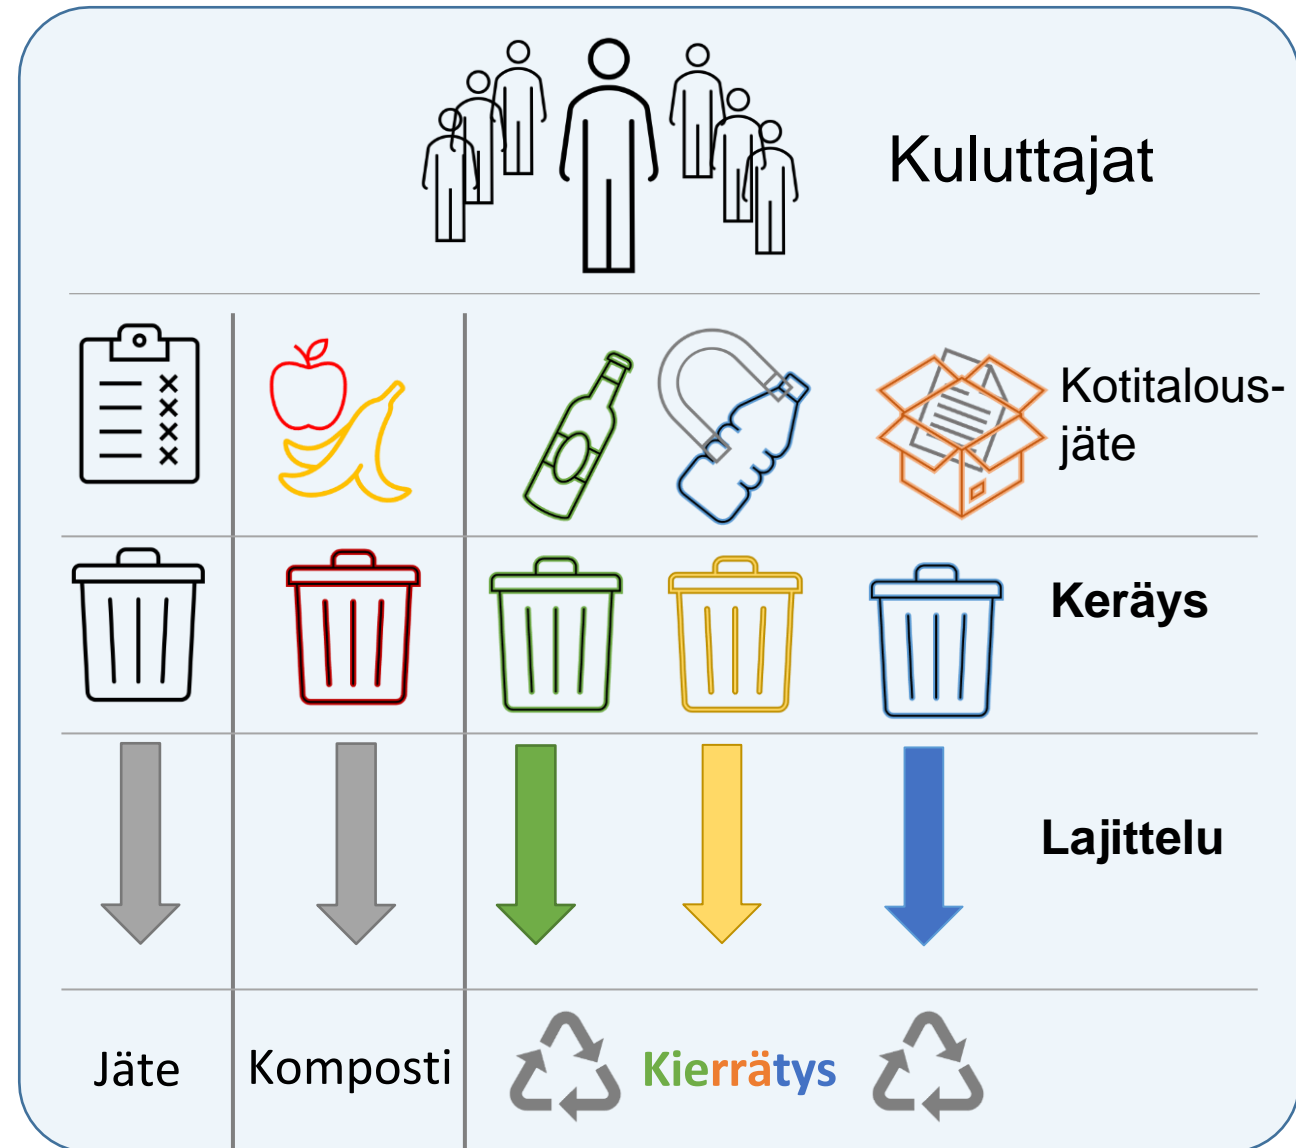 Kuluttajat
Kotitalous-
jäte
Keräys
Lajittelu
Jäte
Komposti
Kierrätys